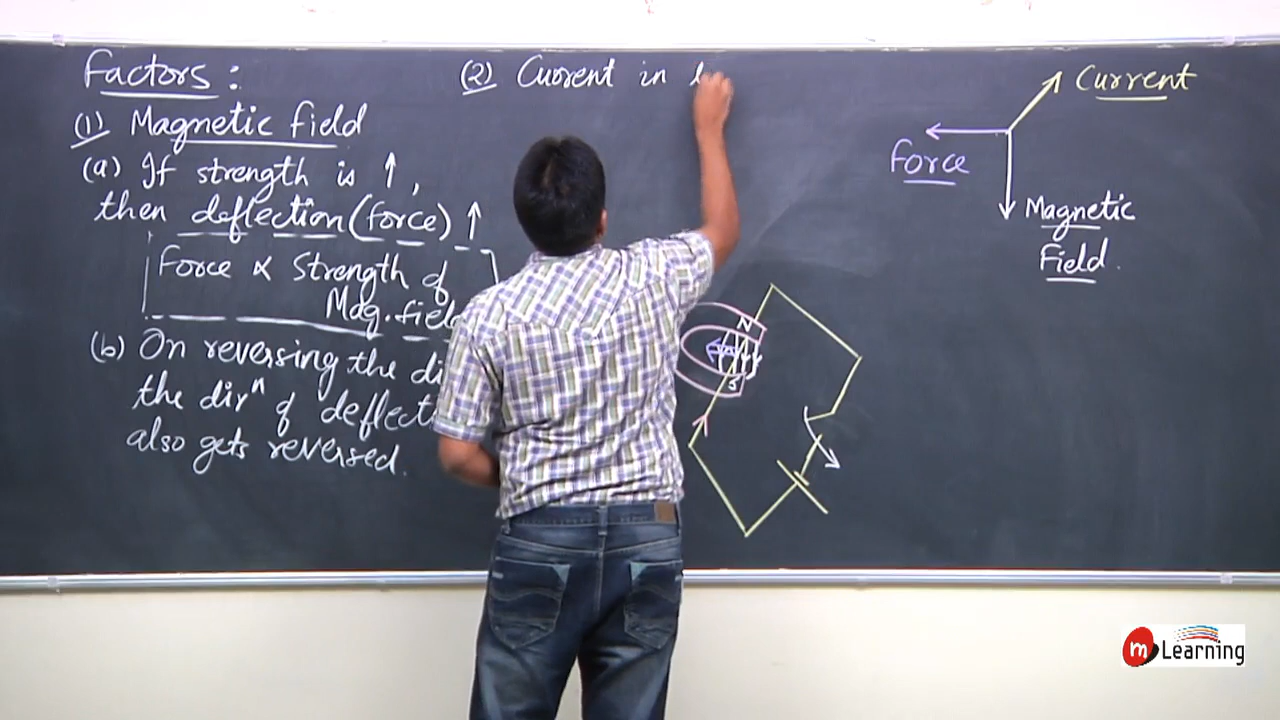 Factors:
(1) Magnetic field
(a) If strength is ↑,
then deflection (force) ↑
Force ∝ Strength of
Mag. field
(b) On reversing the
the dirⁿ of
also gets reversed.
(2) Current in
Current
Force
Magnetic
Field.
N
S
m Learning